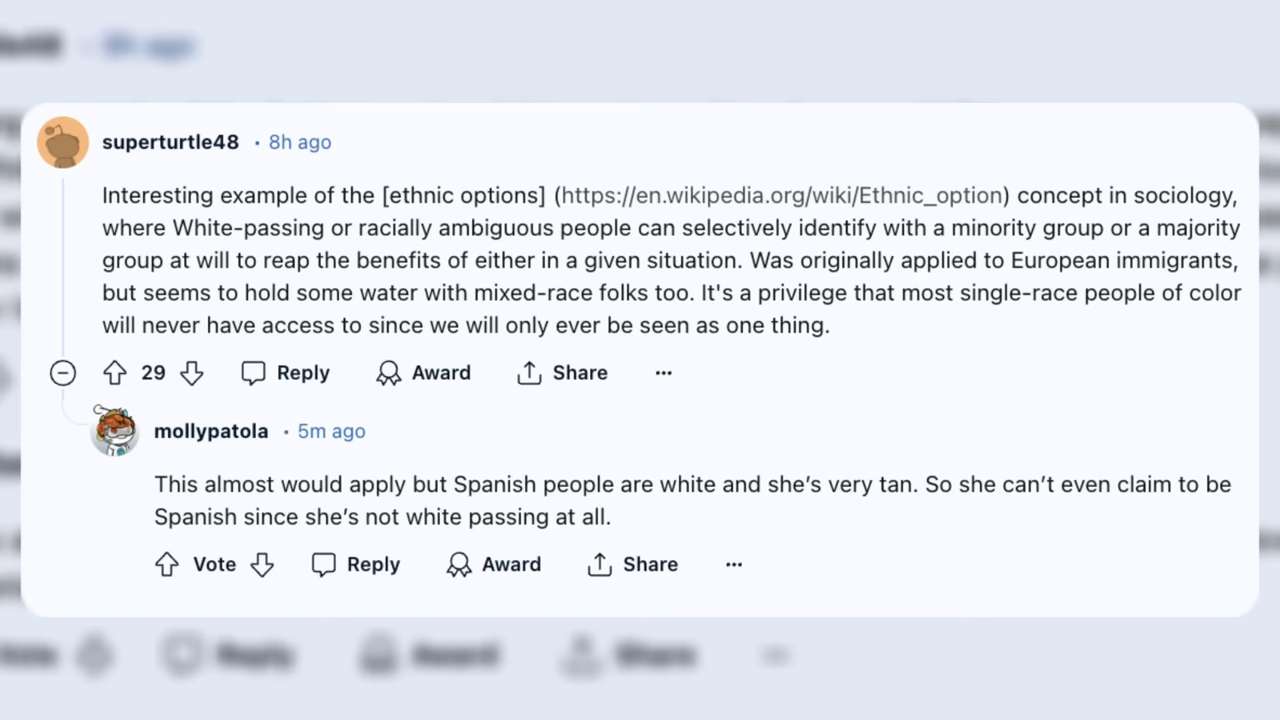 superturtle48 • 8h ago
Interesting example of the [ethnic options] (https://en.wikipedia.org/wiki/Ethnic_option) concept in sociology,
where White-passing or racially ambiguous people can selectively identify with a minority group or a majority
group at will to reap the benefits of either in a given situation. Was originally applied to European immigrants,
but seems to hold some water with mixed-race folks too. It's a privilege that most single-race people of color
will never have access to since we will only ever be seen as one thing.
29 Reply Award Share ...
mollypatola • 5m ago
This almost would apply but Spanish people are white and she’s very tan. So she can’t even claim to be
Spanish since she’s not white passing at all.
Vote Reply Award Share ...
Vote Reply Award Share